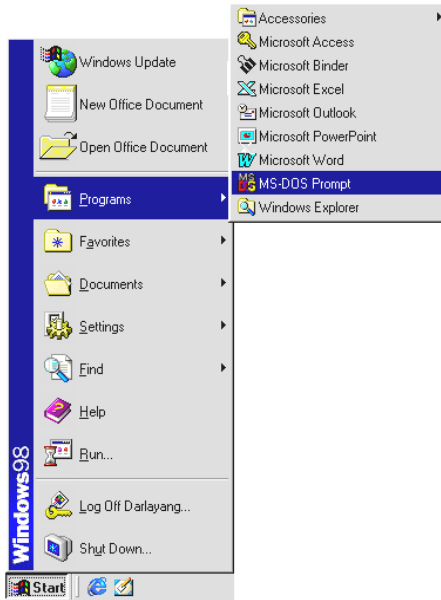 Accessories
Microsoft Access
Microsoft Binder
Microsoft Excel
Microsoft Outlook
Microsoft PowerPoint
Microsoft Word
MS-DOS Prompt
Windows Explorer
Windows Update
New Office Document
Open Office Document
Programs
Favorites
Documents
Settings
Find
Help
Run...
Log Off Darlayang...
Shut Down...
Windows98
Start